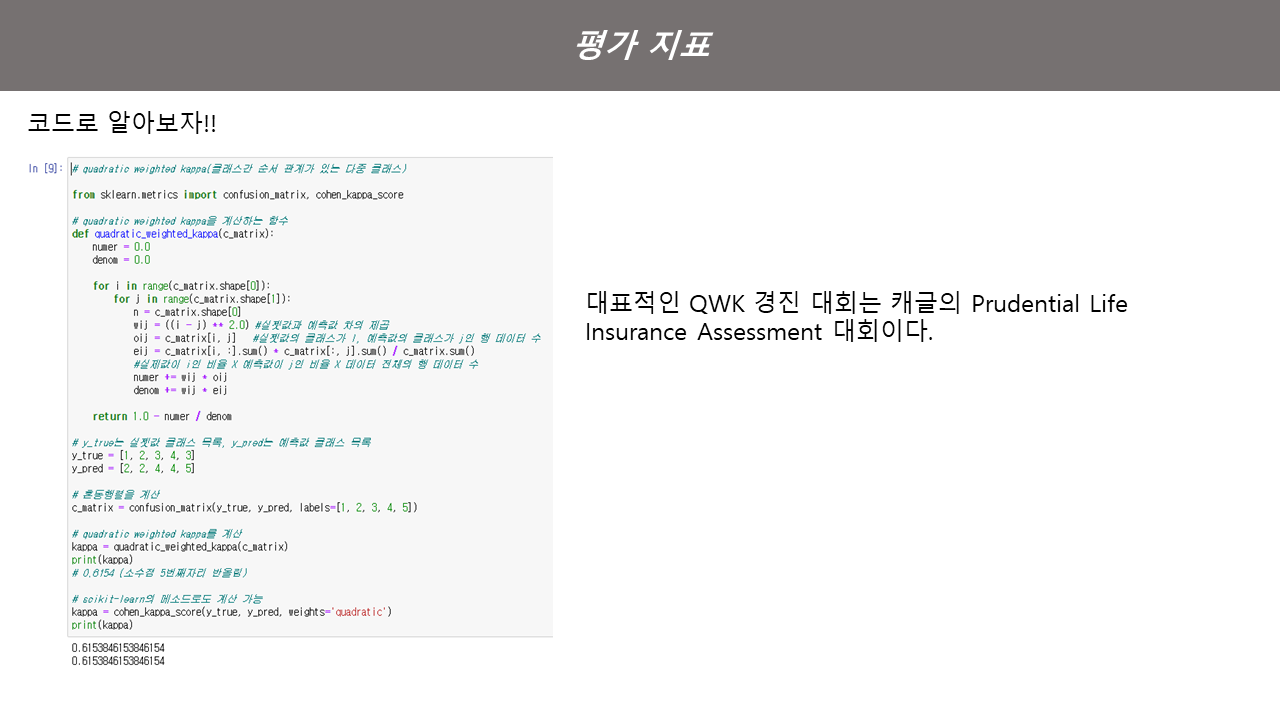 평가 지표
코드로 알아보자!!
In [9]:
# quadratic weighted kappa(클래스간 순서 관계가 있는 다중 클래스)
from sklearn.metrics import confusion_matrix, cohen_kappa_score
# quadratic weighted kappa을 계산하는 함수
def quadratic_weighted_kappa(c_matrix):
    numer = 0.0
    denom = 0.0
    for i in range(c_matrix.shape[0]):
        for j in range(c_matrix.shape[1]):
            n = c_matrix.shape[0]
            wij = ((i - j) ** 2.0) #실젯값과 예측값 차의 제곱
            oij = c_matrix[i, j]   #실젯값의 클래스가 i, 예측값의 클래스가 j인 행 데이터 수
            eij = c_matrix[i, :].sum() * c_matrix[:, j].sum() / c_matrix.sum()
            #실제값이 i인 비율 X 예측값이 j인 비율 X 데이터 전체의 행 데이터 수
            numer += wij * oij
            denom += wij * eij
    return 1.0 - numer / denom
# y_true는 실젯값 클래스 목록, y_pred는 예측값 클래스 목록
y_true = [1, 2, 3, 4, 3]
y_pred = [2, 2, 4, 4, 5]
# 혼동행렬을 계산
c_matrix = confusion_matrix(y_true, y_pred, labels=[1, 2, 3, 4, 5])
# quadratic weighted kappa를 계산
kappa = quadratic_weighted_kappa(c_matrix)
print(kappa)
# 0.6154 (소수점 5번째자리 반올림)
# scikit-learn의 메소드로도 계산 가능
kappa = cohen_kappa_score(y_true, y_pred, weights='quadratic')
print(kappa)
0.6153846153846154
0.6153846153846154
대표적인 QWK 경진 대회는 캐글의 Prudential Life
Insurance Assessment 대회이다.